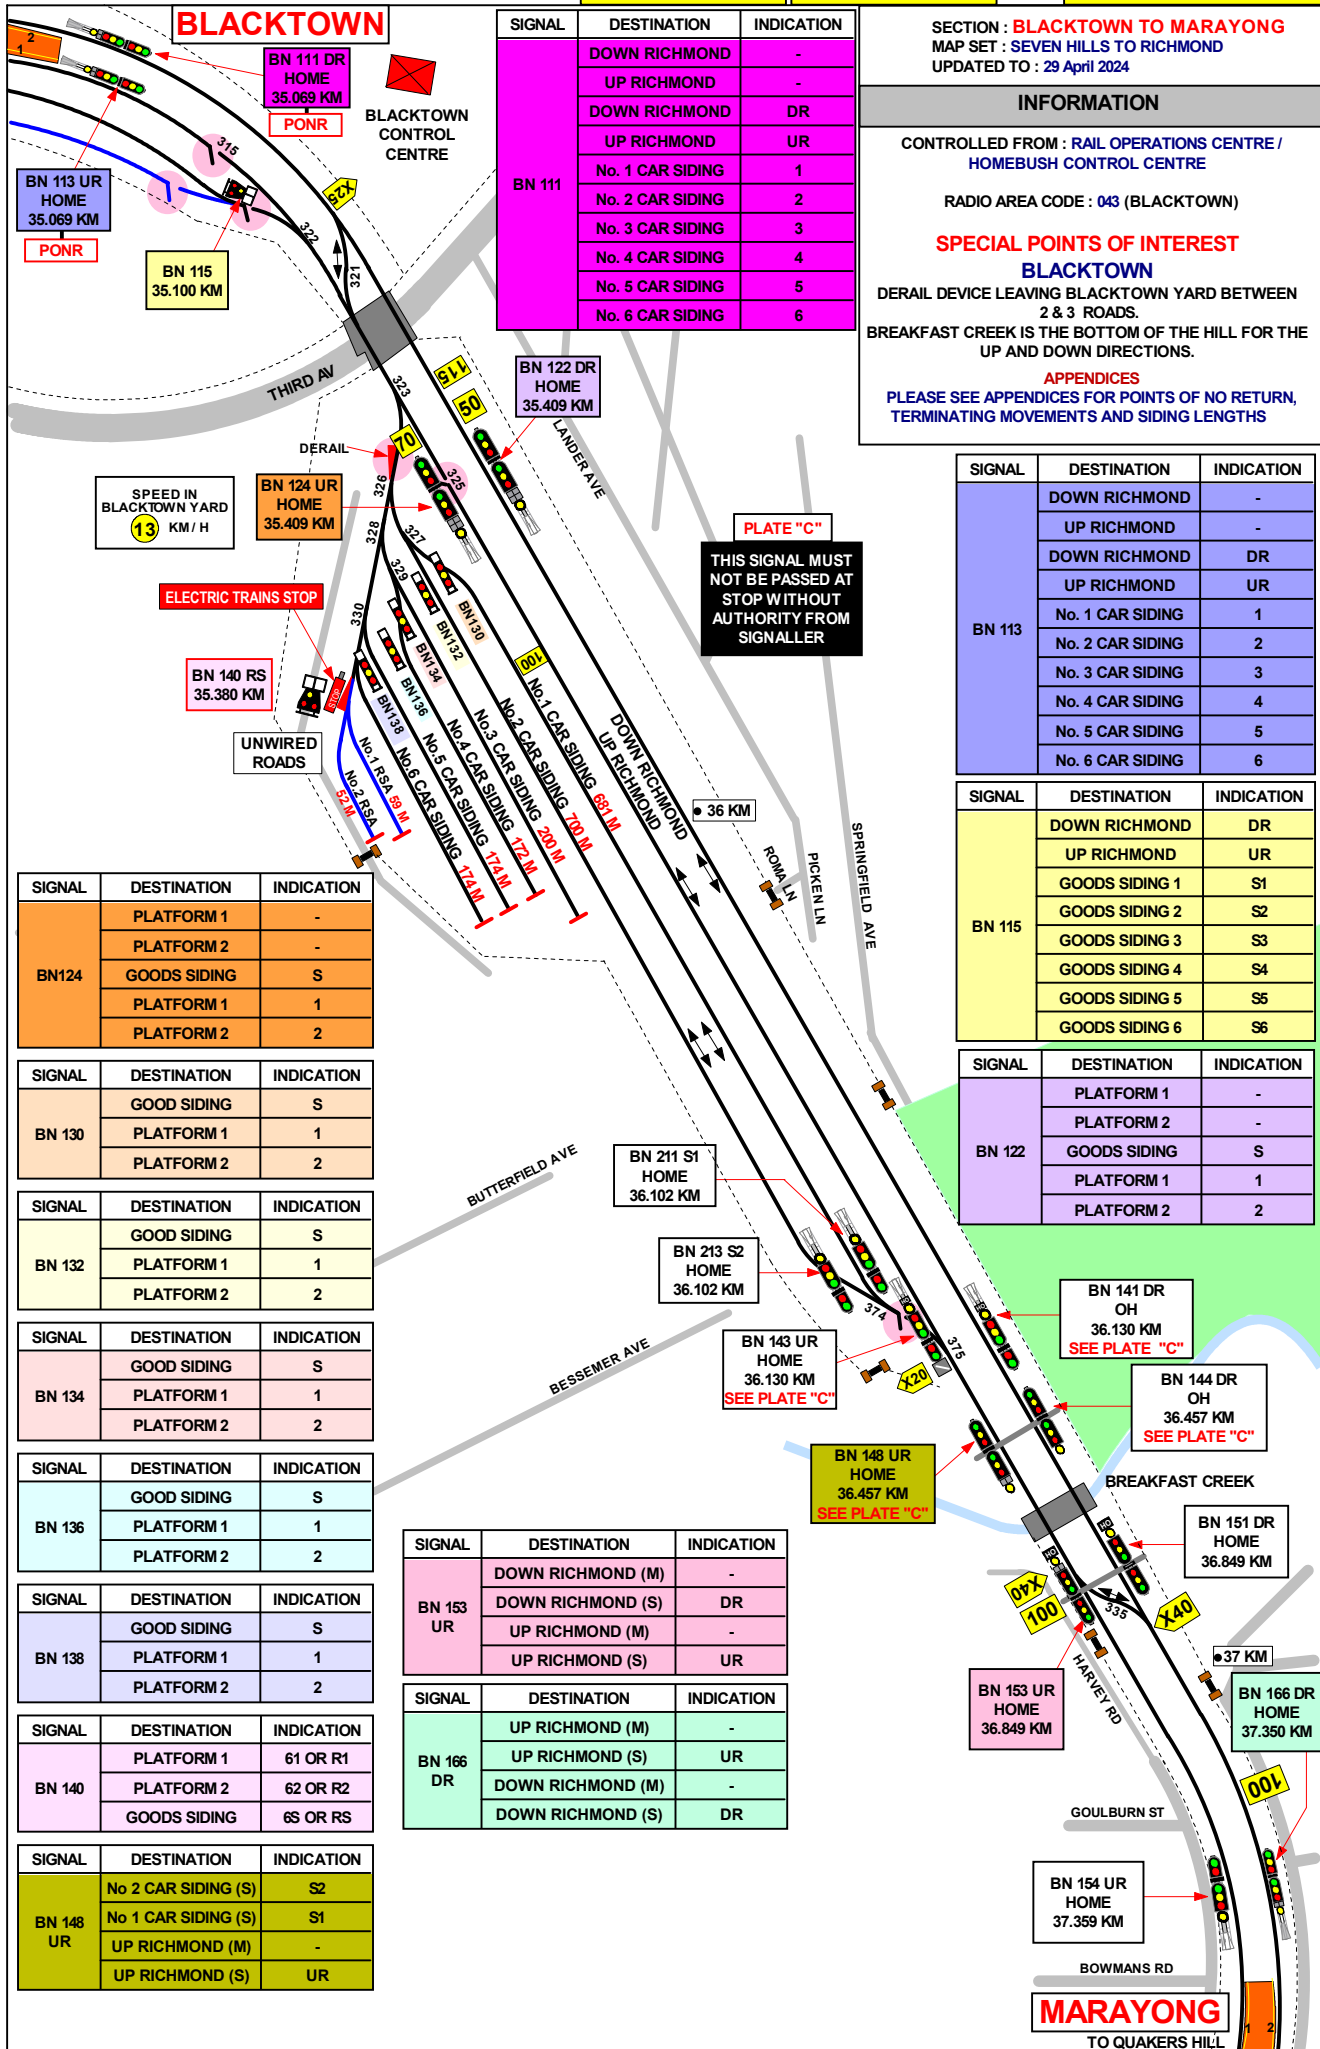 BLACKTOWN
2
1
BN 111 DR
HOME
35.069 KM
PONR
BLACKTOWN
CONTROL
CENTRE
BN 113 UR
HOME
35.069 KM
PONR
315
X25
BN 115
35.100 KM
322
321
THIRD AV
SIGNAL DESTINATION INDICATION
BN 111
DOWN RICHMOND -
UP RICHMOND -
DOWN RICHMOND DR
UP RICHMOND UR
No. 1 CAR SIDING 1
No. 2 CAR SIDING 2
No. 3 CAR SIDING 3
No. 4 CAR SIDING 4
No. 5 CAR SIDING 5
No. 6 CAR SIDING 6
SECTION : BLACKTOWN TO MARAYONG
MAP SET : SEVEN HILLS TO RICHMOND
UPDATED TO : 29 April 2024
INFORMATION
CONTROLLED FROM : RAIL OPERATIONS CENTRE /
HOMEBUSH CONTROL CENTRE
RADIO AREA CODE : 043 (BLACKTOWN)
SPECIAL POINTS OF INTEREST
BLACKTOWN
DERAIL DEVICE LEAVING BLACKTOWN YARD BETWEEN
2 & 3 ROADS.
BREAKFAST CREEK IS THE BOTTOM OF THE HILL FOR THE
UP AND DOWN DIRECTIONS.
APPENDICES
PLEASE SEE APPENDICES FOR POINTS OF NO RETURN,
TERMINATING MOVEMENTS AND SIDING LENGTHS
323
115
50
70
BN 122 DR
HOME
35.409 KM
LANDER AVE
DERAIL
326
325
BN 124 UR
HOME
35.409 KM
SPEED IN
BLACKTOWN YARD
13 KM / H
328
327
329
330
ELECTRIC TRAINS STOP
BN 140 RS
35.380 KM
STOP
UNWIRED
ROADS
BN130
BN132
BN134
BN136
BN138
100
No.1 CAR SIDING 681 M
No.2 CAR SIDING 700 M
No.3 CAR SIDING 200 M
No.4 CAR SIDING 172 M
No.5 CAR SIDING 174 M
No.6 CAR SIDING 174 M
No.1 RSA 59 M
No.2 RSA 52 M
DOWN RICHMOND
UP RICHMOND
PLATE "C"
THIS SIGNAL MUST
NOT BE PASSED AT
STOP WITHOUT
AUTHORITY FROM
SIGNALLER
36 KM
ROMA LN
PICKEN LN
SPRINGFIELD AVE
SIGNAL DESTINATION INDICATION
BN 113
DOWN RICHMOND -
UP RICHMOND -
DOWN RICHMOND DR
UP RICHMOND UR
No. 1 CAR SIDING 1
No. 2 CAR SIDING 2
No. 3 CAR SIDING 3
No. 4 CAR SIDING 4
No. 5 CAR SIDING 5
No. 6 CAR SIDING 6
SIGNAL DESTINATION INDICATION
BN 115
DOWN RICHMOND DR
UP RICHMOND UR
GOODS SIDING 1 S1
GOODS SIDING 2 S2
GOODS SIDING 3 S3
GOODS SIDING 4 S4
GOODS SIDING 5 S5
GOODS SIDING 6 S6
SIGNAL DESTINATION INDICATION
BN 122
PLATFORM 1 -
PLATFORM 2 -
GOODS SIDING S
PLATFORM 1 1
PLATFORM 2 2
SIGNAL DESTINATION INDICATION
BN124
PLATFORM 1 -
PLATFORM 2 -
GOODS SIDING S
PLATFORM 1 1
PLATFORM 2 2
SIGNAL DESTINATION INDICATION
BN 130
GOOD SIDING S
PLATFORM 1 1
PLATFORM 2 2
SIGNAL DESTINATION INDICATION
BN 132
GOOD SIDING S
PLATFORM 1 1
PLATFORM 2 2
SIGNAL DESTINATION INDICATION
BN 134
GOOD SIDING S
PLATFORM 1 1
PLATFORM 2 2
SIGNAL DESTINATION INDICATION
BN 136
GOOD SIDING S
PLATFORM 1 1
PLATFORM 2 2
SIGNAL DESTINATION INDICATION
BN 138
GOOD SIDING S
PLATFORM 1 1
PLATFORM 2 2
SIGNAL DESTINATION INDICATION
BN 140
PLATFORM 1 61 OR R1
PLATFORM 2 62 OR R2
GOODS SIDING 6S OR RS
SIGNAL DESTINATION INDICATION
BN 148
UR
No 2 CAR SIDING (S) S2
No 1 CAR SIDING (S) S1
UP RICHMOND (M) -
UP RICHMOND (S) UR
BUTTERFIELD AVE
BESSEMER AVE
BN 211 S1
HOME
36.102 KM
BN 213 S2
HOME
36.102 KM
374
375
X20
BN 143 UR
HOME
36.130 KM
SEE PLATE "C"
BN 141 DR
OH
36.130 KM
SEE PLATE "C"
BN 144 DR
OH
36.457 KM
SEE PLATE "C"
BN 148 UR
HOME
36.457 KM
SEE PLATE "C"
BREAKFAST CREEK
BN 151 DR
HOME
36.849 KM
OH
OH
X40
100
335
X40
37 KM
HARVEY RD
BN 153 UR
HOME
36.849 KM
BN 166 DR
HOME
37.350 KM
SIGNAL DESTINATION INDICATION
BN 153
UR
DOWN RICHMOND (M) -
DOWN RICHMOND (S) DR
UP RICHMOND (M) -
UP RICHMOND (S) UR
SIGNAL DESTINATION INDICATION
BN 166
DR
UP RICHMOND (M) -
UP RICHMOND (S) UR
DOWN RICHMOND (M) -
DOWN RICHMOND (S) DR
100
GOULBURN ST
BN 154 UR
HOME
37.359 KM
BOWMANS RD
MARAYONG
1 2
TO QUAKERS HILL